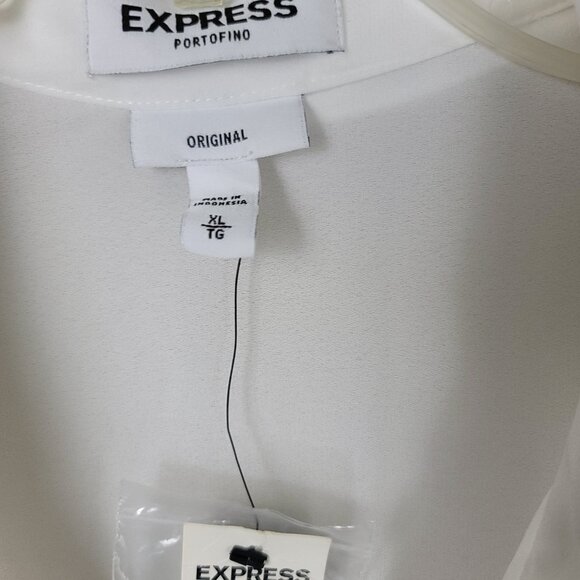 EXPRESS
PORTOFINO
ORIGINAL
MADE IN
INDONESIA
XL
TG
EXPRESS